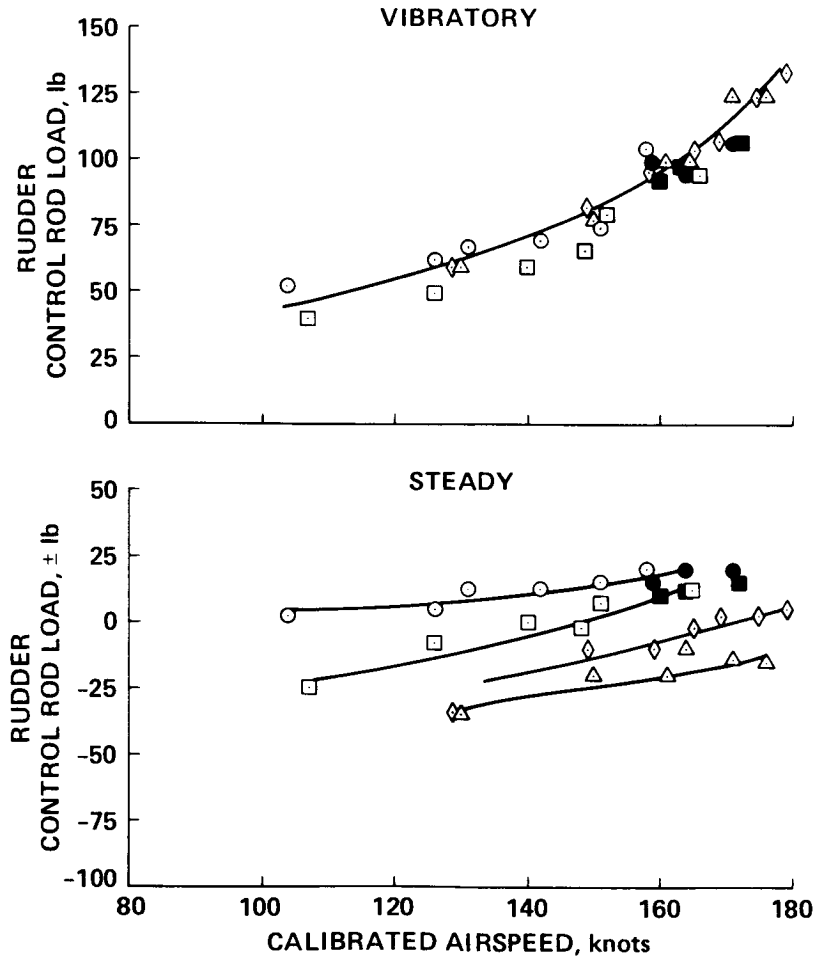 VIBRATORY
RUDDER
CONTROL ROD LOAD, lb
150
125
100
75
50
25
0
STEADY
RUDDER
CONTROL ROD LOAD, ± lb
50
25
0
−25
−50
−75
−100
80 100 120 140 160 180
CALIBRATED AIRSPEED, knots